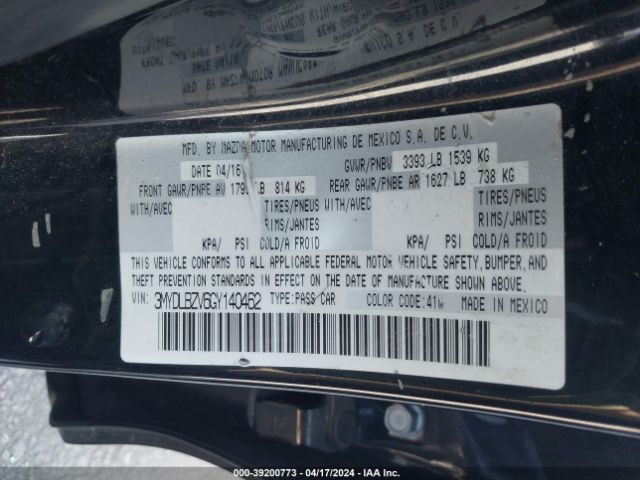 MFD. BY MAZDA MOTOR MANUFACTURING DE MEXICO S.A. DE C.V.
DATE 04/16 GVWR/PNBV 3393 LB 1539 KG
FRONT GAWR/PNPE AV 1795 LB 814 KG REAR GAWR/PNBE AR 1627 LB 738 KG
WITH/AVEC TIRES/PNEUS WITH/AVEC TIRES/PNEUS
RIMS/JANTES RIMS/JANTES
KPA/ PSI COLD/A FROID KPA/ PSI COLD/A FROID
THIS VEHICLE CONFORMS TO ALL APPLICABLE FEDERAL MOTOR VEHICLE SAFETY, BUMPER, AND
THEFT PREVENTION STANDARDS IN EFFECT ON THE DATE OF MANUFACTURE SHOWN ABOVE.
VIN: 3MYDLBZV6GY140462 TYPE: PASS CAR COLOR CODE: 41W MADE IN MEXICO
000-39200773 - 04/17/2024 - IAA Inc.